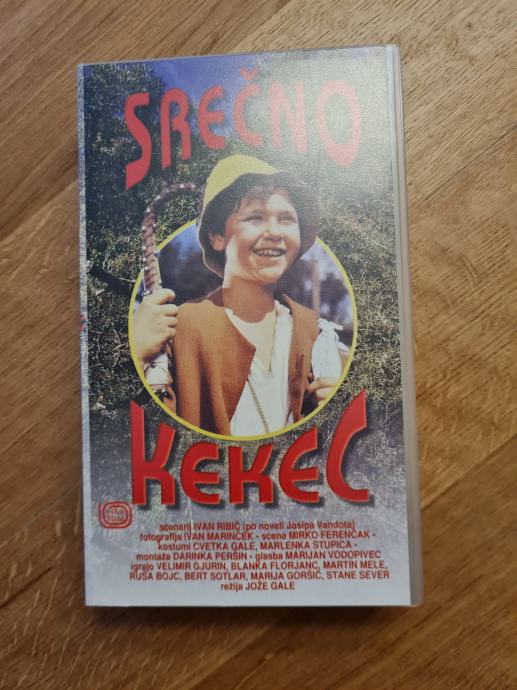 SREČNO
KEKEC
scenarij IVAN RIBIČ (po noveli Josipa Vandota)
fotografija IVAN MARINČEK • scena MIRKO FERENČAK •
kostumi CVETKA GALE, MARLENKA STUPICA •
montaža DARINKA PERŠIN • glasba MARIJAN VODOPIVEC
igrajo VELIMIR GJURIN, BLANKA FLORJANC, MARTIN MELE,
RUŠA BOJC, BERT SOTLAR, MARIJA GORŠIČ, STANE SEVER
režija JOŽE GALE